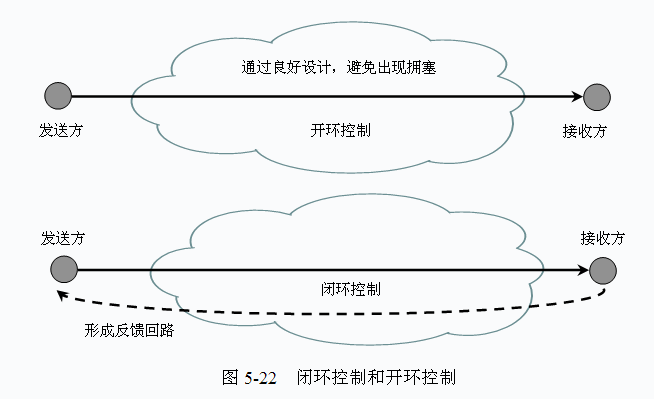 通过良好设计，避免出现拥塞
发送方
开环控制
接收方
发送方
接收方
闭环控制
形成反馈回路
图 5-22 闭环控制和开环控制